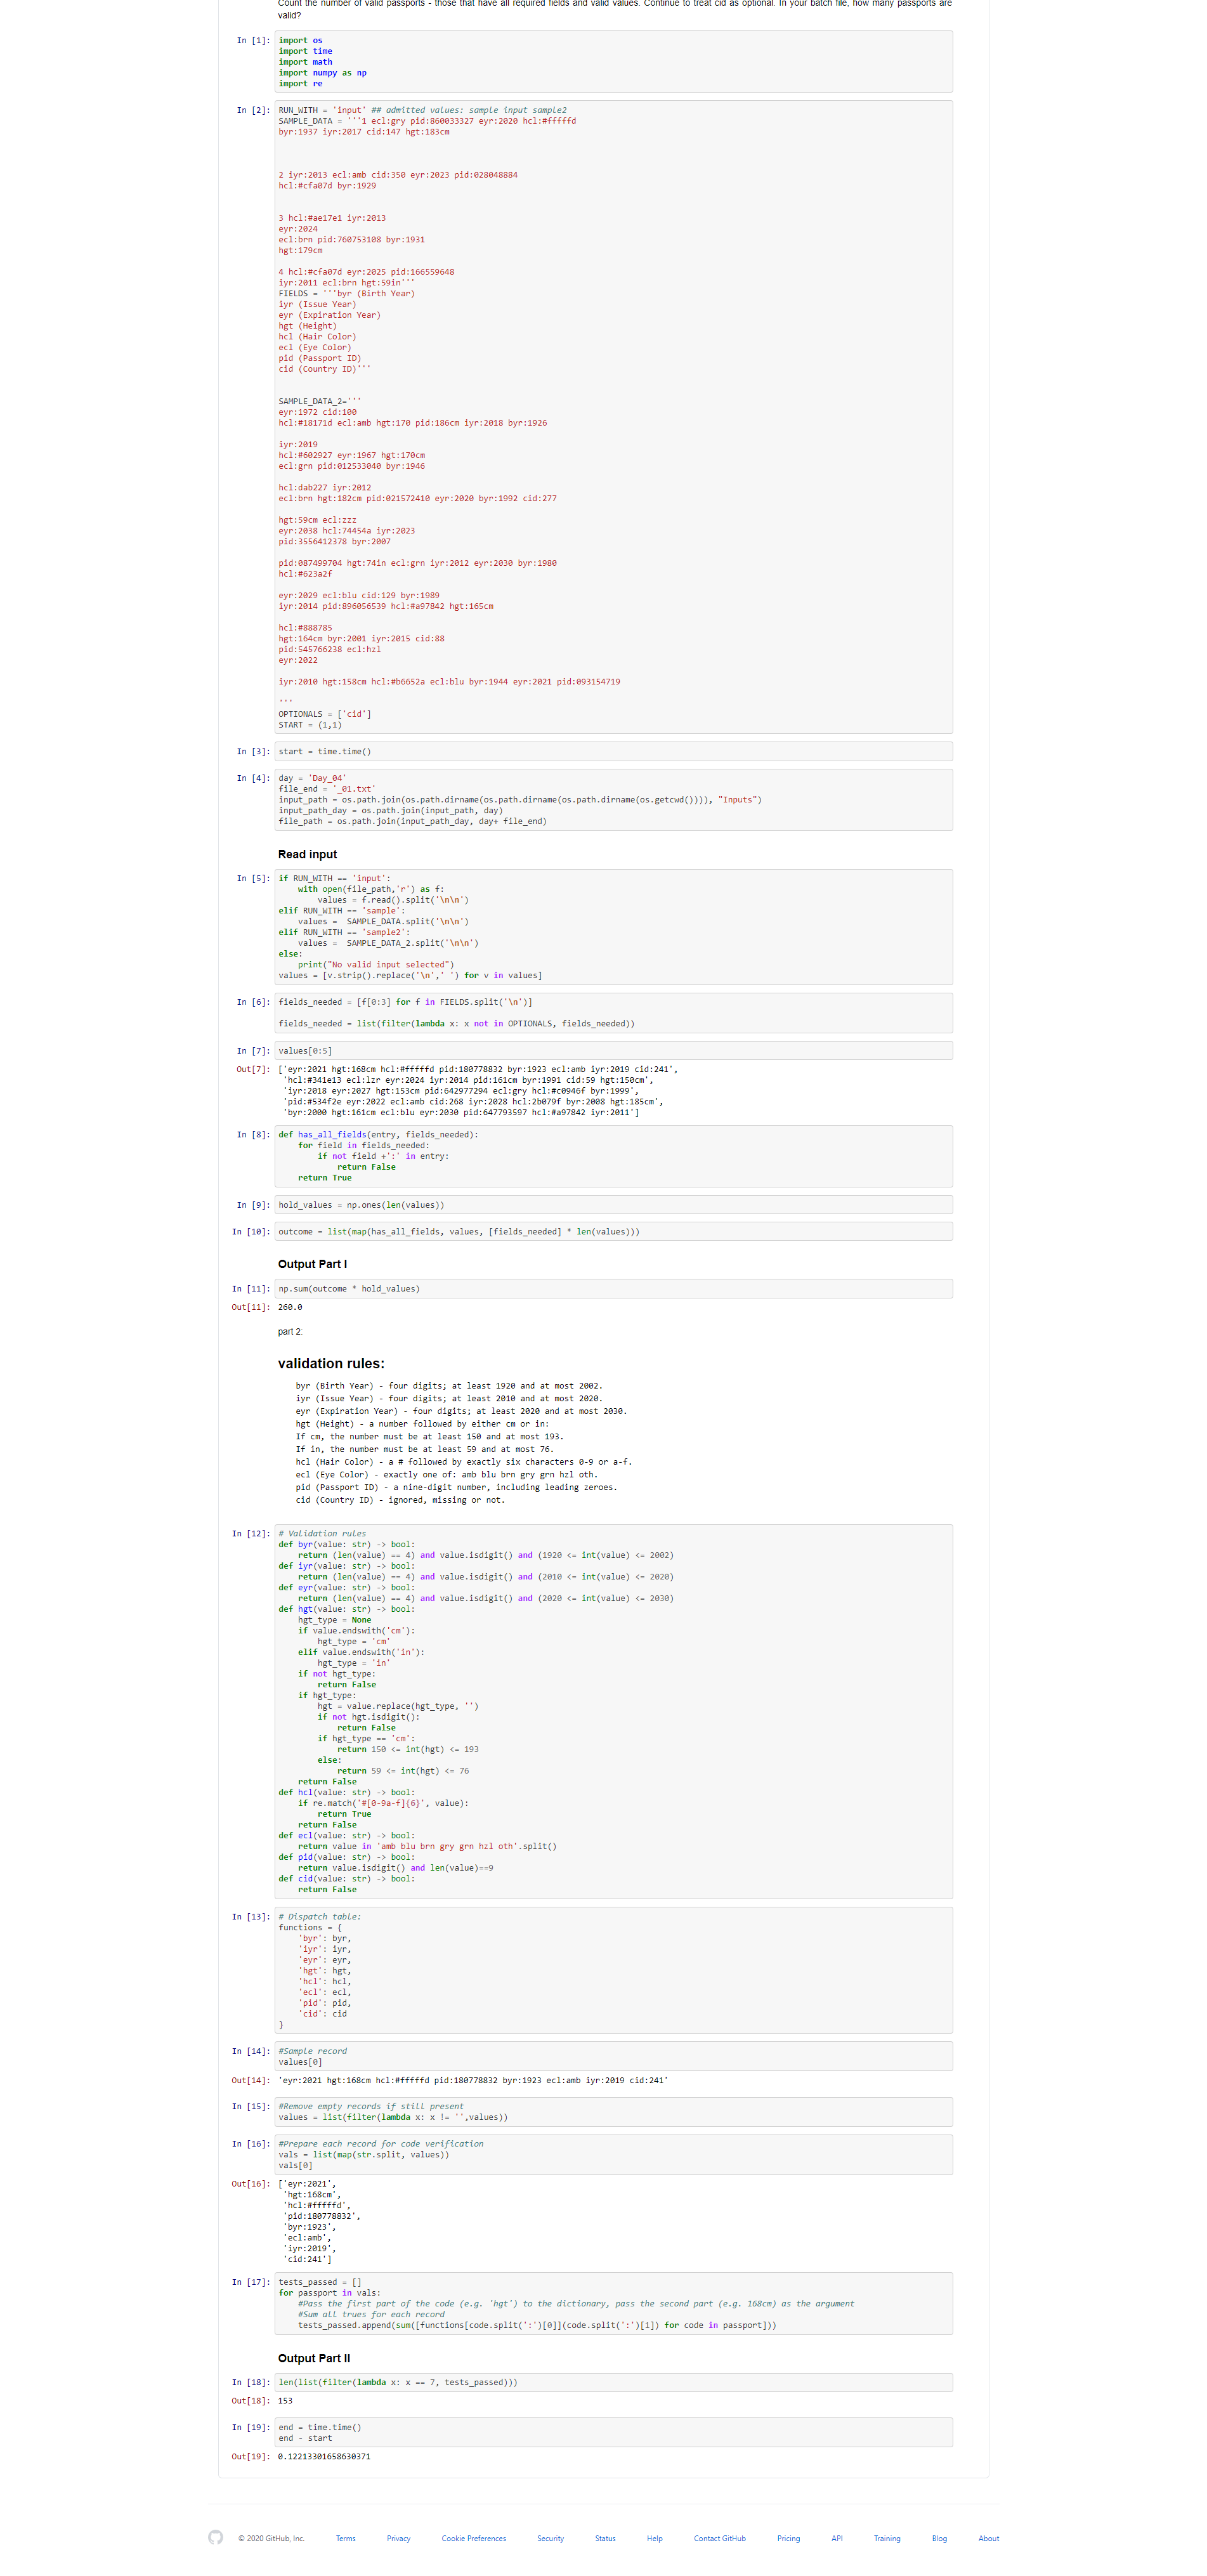 Count the number of valid passports - those that have all required fields and valid values. Continue to treat cid as optional. In your batch file, how many passports are
valid?
In [1]: import os
import time
import math
import numpy as np
import re
In [2]: RUN_WITH = 'input' ## admitted values: sample input sample2
SAMPLE_DATA = '''1 ecl:gry pid:860033327 eyr:2020 hcl:#fffffd
byr:1937 iyr:2017 cid:147 hgt:183cm
2 iyr:2013 ecl:amb cid:350 eyr:2023 pid:028048884
hcl:#cfa07d byr:1929
3 hcl:#ae17e1 iyr:2013
eyr:2024
ecl:brn pid:760753108 byr:1931
hgt:179cm
4 hcl:#cfa07d eyr:2025 pid:166559648
iyr:2011 ecl:brn hgt:59in'''
FIELDS = '''byr (Birth Year)
iyr (Issue Year)
eyr (Expiration Year)
hgt (Height)
hcl (Hair Color)
ecl (Eye Color)
pid (Passport ID)
cid (Country ID)'''
SAMPLE_DATA_2='''
eyr:1972 cid:100
hcl:#18171d ecl:amb hgt:170 pid:186cm iyr:2018 byr:1926
iyr:2019
hcl:#602927 eyr:1967 hgt:170cm
ecl:grn pid:012533040 byr:1946
hcl:dab227 iyr:2012
ecl:brn hgt:182cm pid:021572410 eyr:2020 byr:1992 cid:277
hgt:59cm ecl:zzz
eyr:2038 hcl:74454a iyr:2023
pid:3556412378 byr:2007
pid:087499704 hgt:74in ecl:grn iyr:2012 eyr:2030 byr:1980
hcl:#623a2f
eyr:2029 ecl:blu cid:129 byr:1989
iyr:2014 pid:896056539 hcl:#a97842 hgt:165cm
hcl:#888785
hgt:164cm byr:2001 iyr:2015 cid:88
pid:545766238 ecl:hzl
eyr:2022
iyr:2010 hgt:158cm hcl:#b6652a ecl:blu byr:1944 eyr:2021 pid:093154719
'''
OPTIONALS = ['cid']
START = (1,1)
In [3]: start = time.time()
In [4]: day = 'Day_04'
file_end = '_01.txt'
input_path = os.path.join(os.path.dirname(os.path.dirname(os.path.dirname(os.getcwd()))), "Inputs")
input_path_day = os.path.join(input_path, day)
file_path = os.path.join(input_path_day, day+ file_end)
Read input
In [5]: if RUN_WITH == 'input':
with open(file_path,'r') as f:
values = f.read().split('\n\n')
elif RUN_WITH == 'sample':
values =  SAMPLE_DATA.split('\n\n')
elif RUN_WITH == 'sample2':
values =  SAMPLE_DATA_2.split('\n\n')
else:
print("No valid input selected")
values = [v.strip().replace('\n',' ') for v in values]
In [6]: fields_needed = [f[0:3] for f in FIELDS.split('\n')]
fields_needed = list(filter(lambda x: x not in OPTIONALS, fields_needed))
In [7]: values[0:5]
Out[7]: ['eyr:2021 hgt:168cm hcl:#fffffd pid:180778832 byr:1923 ecl:amb iyr:2019 cid:241',
'hcl:#341e13 ecl:lzr eyr:2024 iyr:2014 pid:161cm byr:1991 cid:59 hgt:150cm',
'iyr:2018 eyr:2027 hgt:153cm pid:642977294 ecl:gry hcl:#c0946f byr:1999',
'pid:#534f2e eyr:2022 ecl:amb cid:268 iyr:2028 hcl:2b079f byr:2008 hgt:185cm',
'byr:2000 hgt:161cm ecl:blu eyr:2030 pid:647793597 hcl:#a97842 iyr:2011']
In [8]: def has_all_fields(entry, fields_needed):
for field in fields_needed:
if not field +':' in entry:
return False
return True
In [9]: hold_values = np.ones(len(values))
In [10]: outcome = list(map(has_all_fields, values, [fields_needed] * len(values)))
Output Part I
In [11]: np.sum(outcome * hold_values)
Out[11]: 260.0
part 2:
validation rules:
byr (Birth Year) - four digits; at least 1920 and at most 2002.
iyr (Issue Year) - four digits; at least 2010 and at most 2020.
eyr (Expiration Year) - four digits; at least 2020 and at most 2030.
hgt (Height) - a number followed by either cm or in:
If cm, the number must be at least 150 and at most 193.
If in, the number must be at least 59 and at most 76.
hcl (Hair Color) - a # followed by exactly six characters 0-9 or a-f.
ecl (Eye Color) - exactly one of: amb blu brn gry grn hzl oth.
pid (Passport ID) - a nine-digit number, including leading zeroes.
cid (Country ID) - ignored, missing or not.
In [12]: # Validation rules
def byr(value: str) -> bool:
return (len(value) == 4) and value.isdigit() and (1920 <= int(value) <= 2002)
def iyr(value: str) -> bool:
return (len(value) == 4) and value.isdigit() and (2010 <= int(value) <= 2020)
def eyr(value: str) -> bool:
return (len(value) == 4) and value.isdigit() and (2020 <= int(value) <= 2030)
def hgt(value: str) -> bool:
hgt_type = None
if value.endswith('cm'):
hgt_type = 'cm'
elif value.endswith('in'):
hgt_type = 'in'
if not hgt_type:
return False
if hgt_type:
hgt = value.replace(hgt_type, '')
if not hgt.isdigit():
return False
if hgt_type == 'cm':
return 150 <= int(hgt) <= 193
else:
return 59 <= int(hgt) <= 76
return False
def hcl(value: str) -> bool:
if re.match('#[0-9a-f]{6}', value):
return True
return False
def ecl(value: str) -> bool:
return value in 'amb blu brn gry grn hzl oth'.split()
def pid(value: str) -> bool:
return value.isdigit() and len(value)==9
def cid(value: str) -> bool:
return False
In [13]: # Dispatch table:
functions = {
'byr': byr,
'iyr': iyr,
'eyr': eyr,
'hgt': hgt,
'hcl': hcl,
'ecl': ecl,
'pid': pid,
'cid': cid
}
In [14]: #Sample record
values[0]
Out[14]: 'eyr:2021 hgt:168cm hcl:#fffffd pid:180778832 byr:1923 ecl:amb iyr:2019 cid:241'
In [15]: #Remove empty records if still present
values = list(filter(lambda x: x != '',values))
In [16]: #Prepare each record for code verification
vals = list(map(str.split, values))
vals[0]
Out[16]: ['eyr:2021',
'hgt:168cm',
'hcl:#fffffd',
'pid:180778832',
'byr:1923',
'ecl:amb',
'iyr:2019',
'cid:241']
In [17]: tests_passed = []
for passport in vals:
#Pass the first part of the code (e.g. 'hgt') to the dictionary, pass the second part (e.g. 168cm) as the argument
#Sum all trues for each record
tests_passed.append(sum([functions[code.split(':')[0]](code.split(':')[1]) for code in passport]))
Output Part II
In [18]: len(list(filter(lambda x: x == 7, tests_passed)))
Out[18]: 153
In [19]: end = time.time()
end - start
Out[19]: 0.12213301658630371
© 2020 GitHub, Inc. Terms Privacy Cookie Preferences Security Status Help Contact GitHub Pricing API Training Blog About